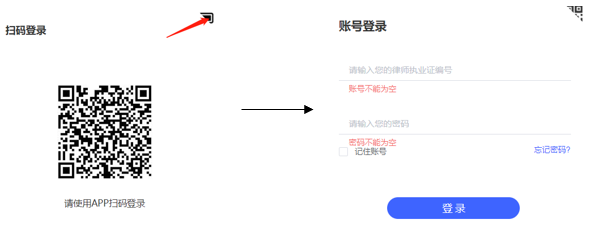 扫码登录
请使用APP扫码登录
账号登录
请输入您的律师执业证编号
账号不能为空
请输入您的密码
密码不能为空
记住账号
忘记密码?
登录